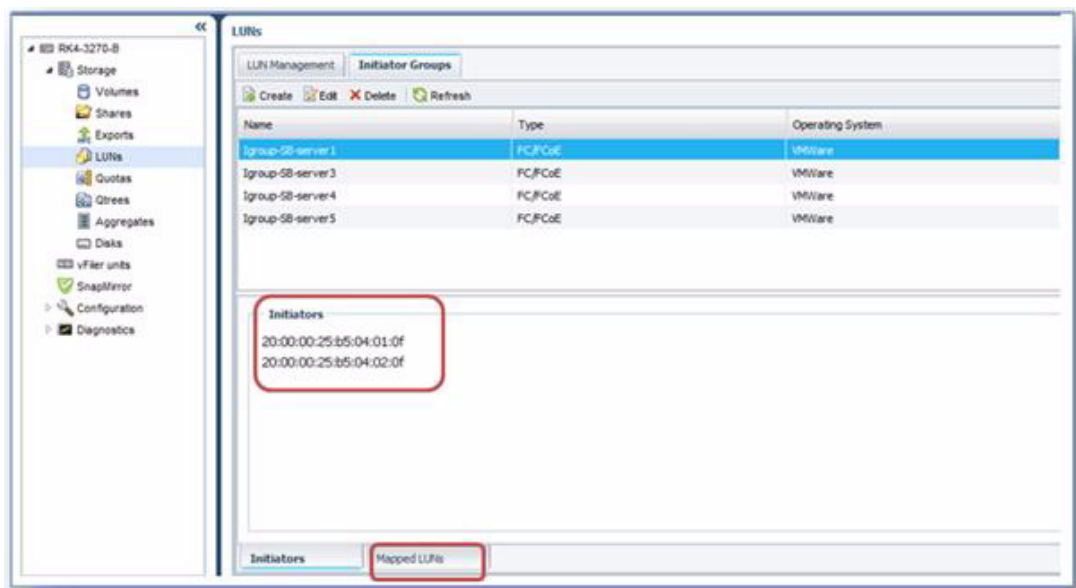 «
RK4-3270-B
Storage
Volumes
Shares
Exports
LUNs
Quotas
Qtrees
Aggregates
Disks
vFiler units
SnapMirror
Configuration
Diagnostics
LUNs
LUN Management Initiator Groups
Create Edit Delete Refresh
Name Type Operating System
Igroup-SB-server1 FC/FCoE VMWare
Igroup-SB-server3 FC/FCoE VMWare
Igroup-SB-server4 FC/FCoE VMWare
Igroup-SB-server5 FC/FCoE VMWare
Initiators
20:00:00:25:b5:04:01:0f
20:00:00:25:b5:04:02:0f
Initiators Mapped LUNs